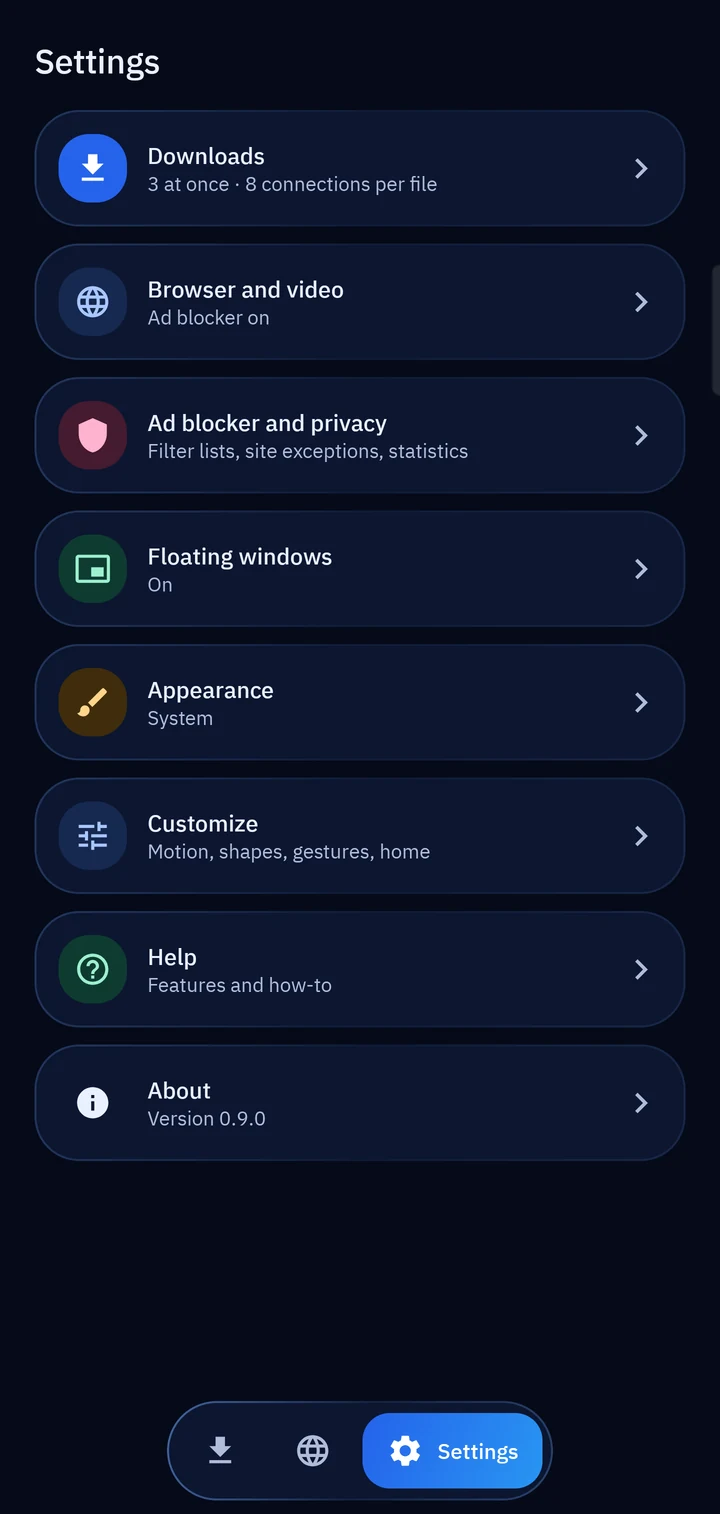 Settings
Downloads
3 at once · 8 connections per file
Browser and video
Ad blocker on
Ad blocker and privacy
Filter lists, site exceptions, statistics
Floating windows
On
Appearance
System
Customize
Motion, shapes, gestures, home
Help
Features and how-to
About
Version 0.9.0
Settings